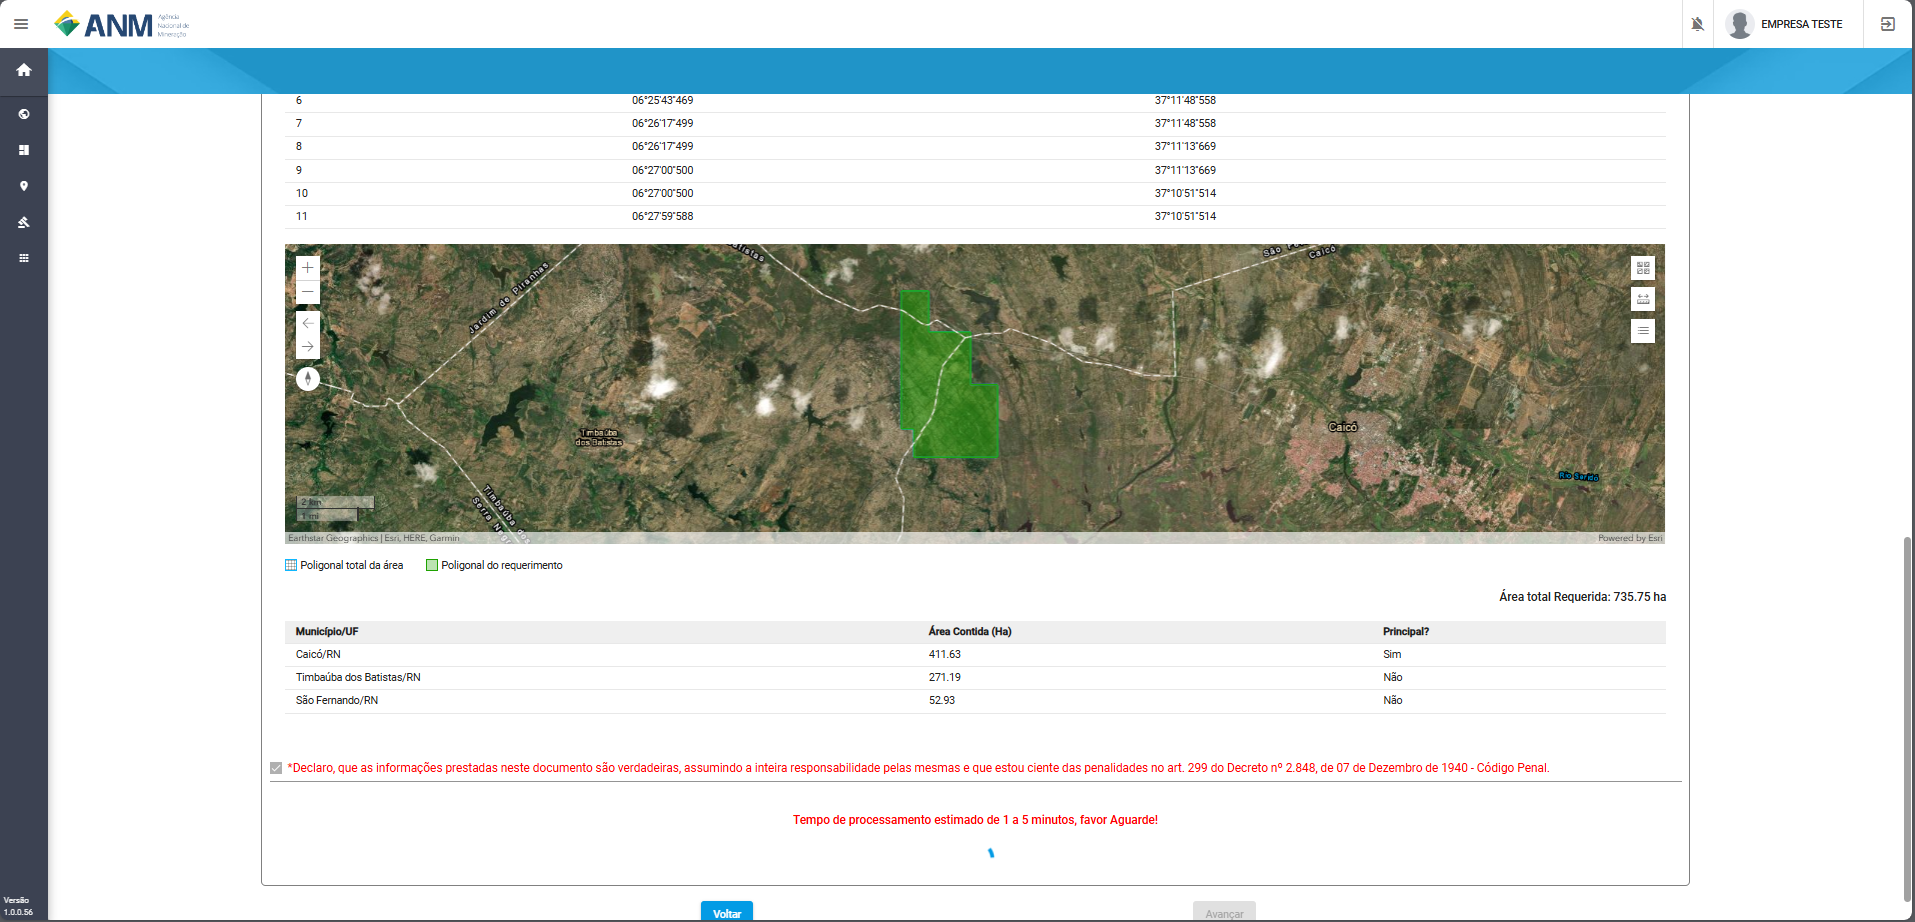 ANM Agência
Nacional de
Mineração
EMPRESA TESTE
6 06°25'43"469 37°11'48"558
7 06°26'17"499 37°11'48"558
8 06°26'17"499 37°11'13"669
9 06°27'00"500 37°11'13"669
10 06°27'00"500 37°10'51"514
11 06°27'59"588 37°10'51"514
Jardim de Piranhas
Batistas
São
Caicó
Timbaúba
dos Batistas
Caicó
Rio Seridó
Timbaúba dos
Serra
2 km
1 mi
Earthstar Geographics | Esri, HERE, Garmin
Powered by Esri
Poligonal total da área Poligonal do requerimento
Área total Requerida: 735.75 ha
Município/UF Área Contida (Ha) Principal?
Caicó/RN 411.63 Sim
Timbaúba dos Batistas/RN 271.19 Não
São Fernando/RN 52.93 Não
*Declaro, que as informações prestadas neste documento são verdadeiras, assumindo a inteira responsabilidade pelas mesmas e que estou ciente das penalidades no art. 299 do Decreto nº 2.848, de 07 de Dezembro de 1940 - Código Penal.
Tempo de processamento estimado de 1 a 5 minutos, favor Aguarde!
Versão
1.0.0.56
Voltar Avançar